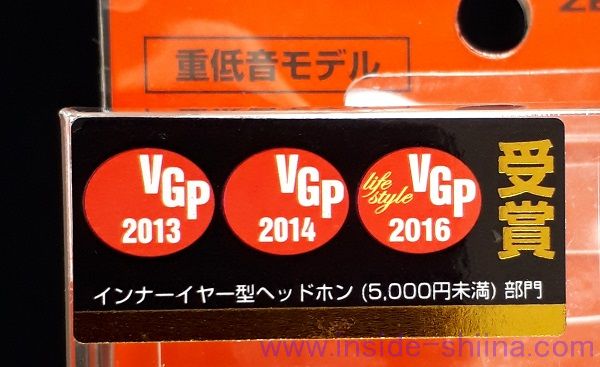 重低音モデル
VGP
2013
VGP
2014
life
style
VGP
2016
受賞
インナーイヤー型ヘッドホン (5,000円未満) 部門
www.inside-shiina.com